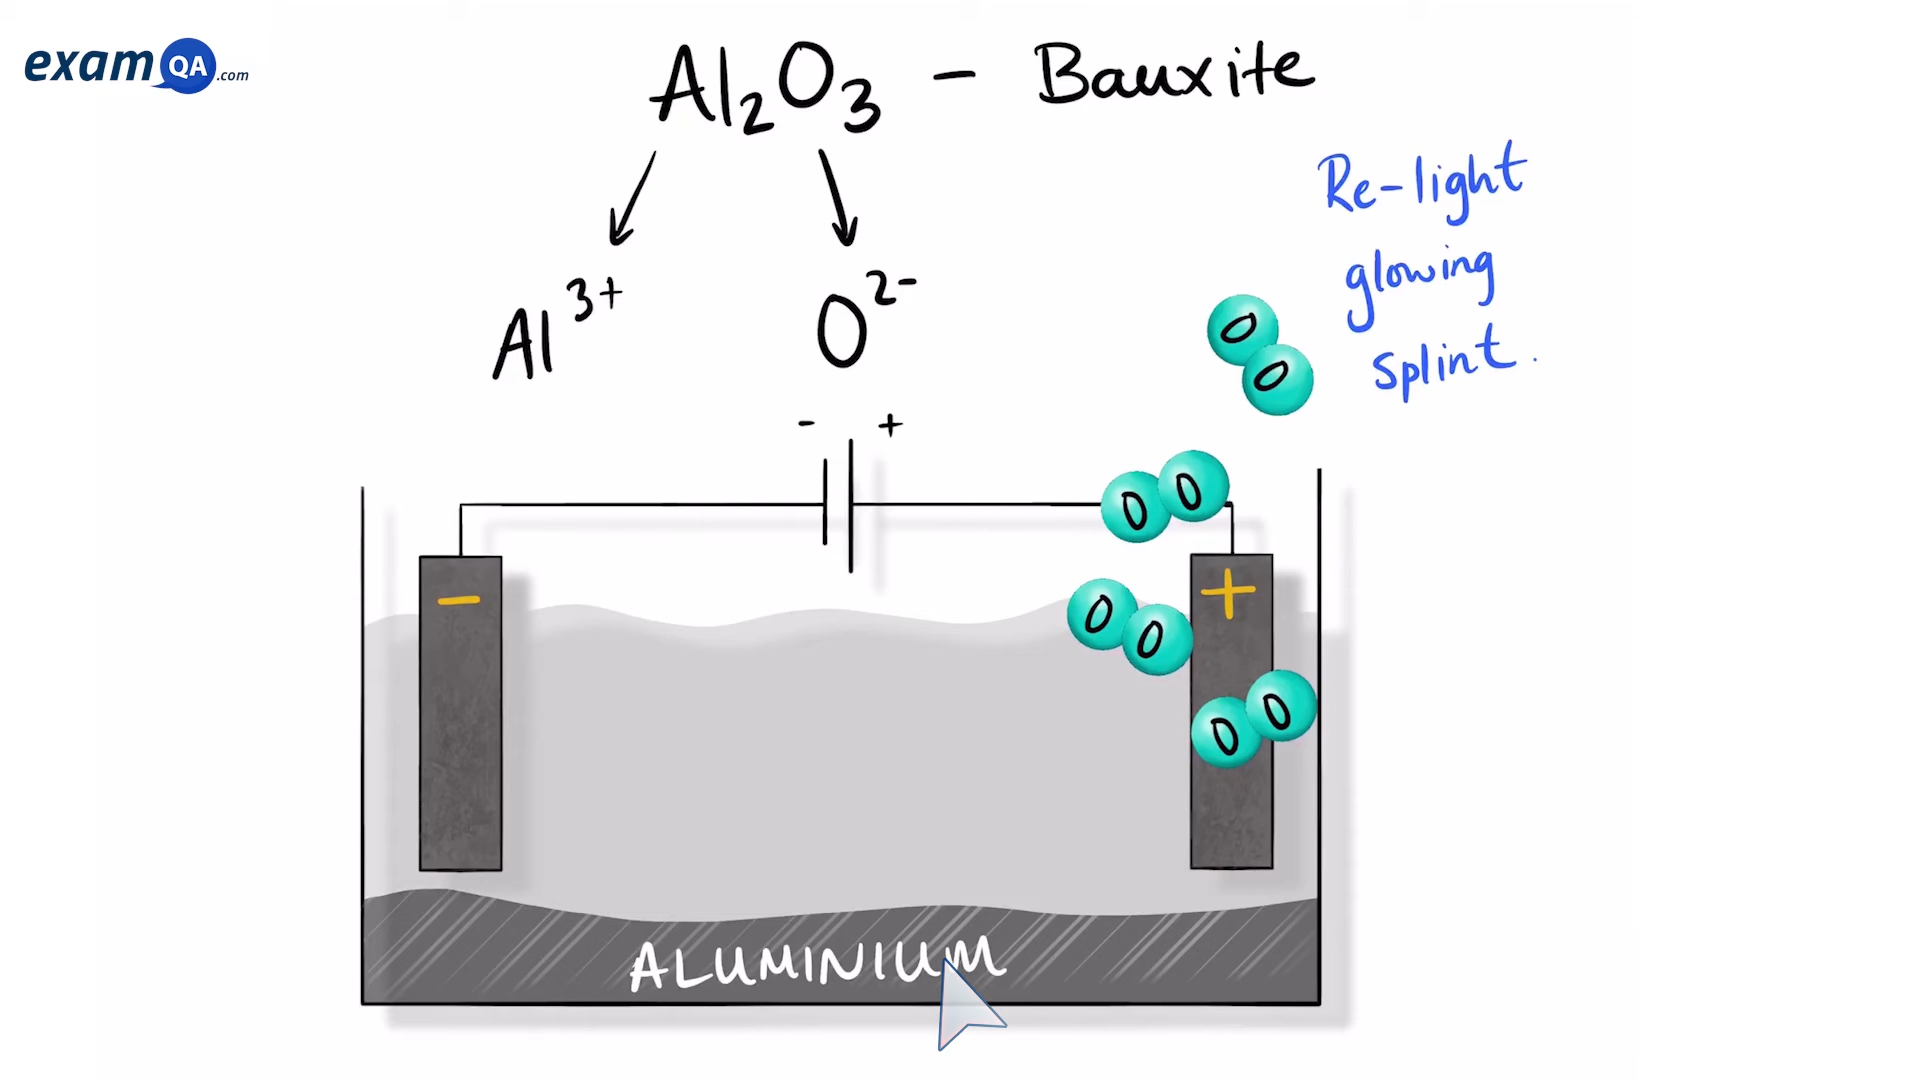 examQA.com
Al₂O₃ - Bauxite
Re-light
glowing
splint.
Al³⁺ O²⁻
- +
O O
O O
O O
O O
- +
ALUMINIUM